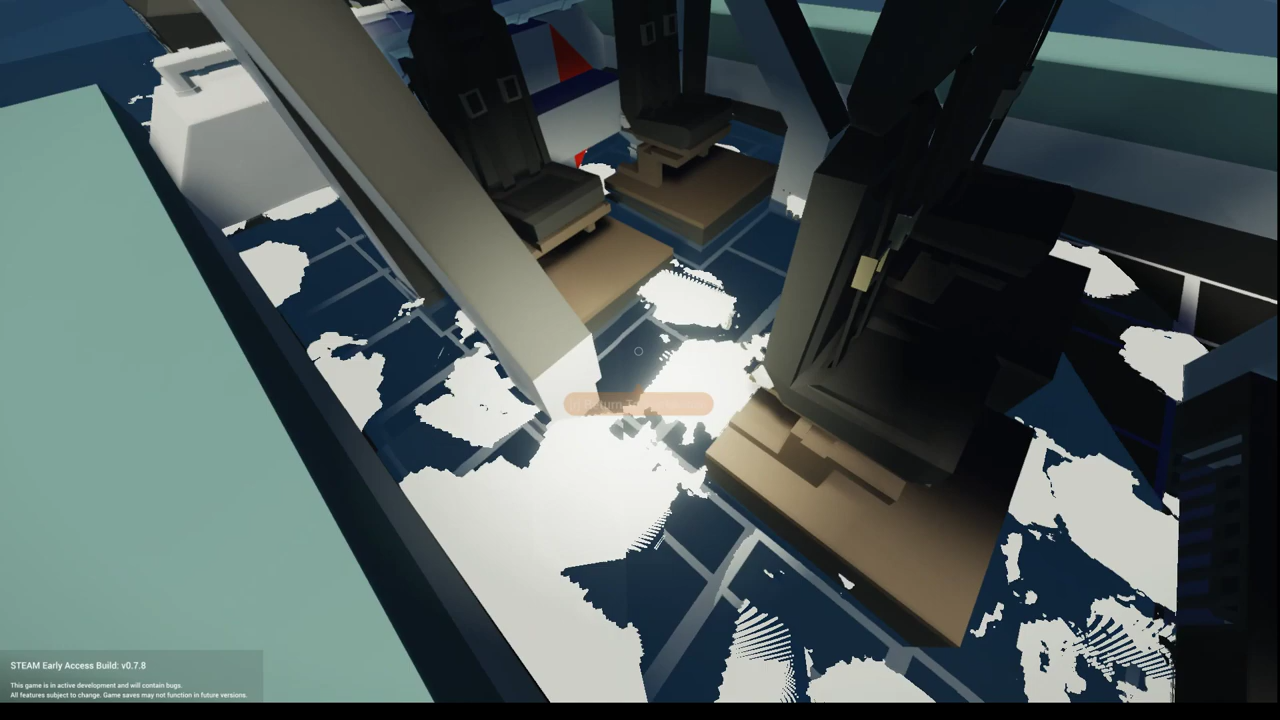 STEAM Early Access Build: v0.7.8
This game is in active development and will contain bugs.
All features subject to change. Game saves may not function in future versions.